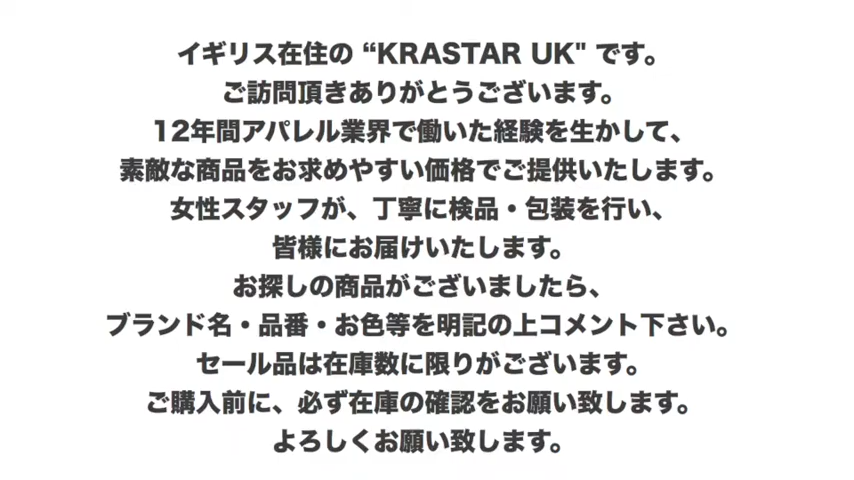 イギリス在住の “KRASTAR UK" です。
ご訪問頂きありがとうございます。
12年間アパレル業界で働いた経験を生かして、
素敵な商品をお求めやすい価格でご提供いたします。
女性スタッフが、丁寧に検品・包装を行い、
皆様にお届けいたします。
お探しの商品がございましたら、
ブランド名・品番・お色等を明記の上コメント下さい。
セール品は在庫数に限りがございます。
ご購入前に、必ず在庫の確認をお願い致します。
よろしくお願い致します。